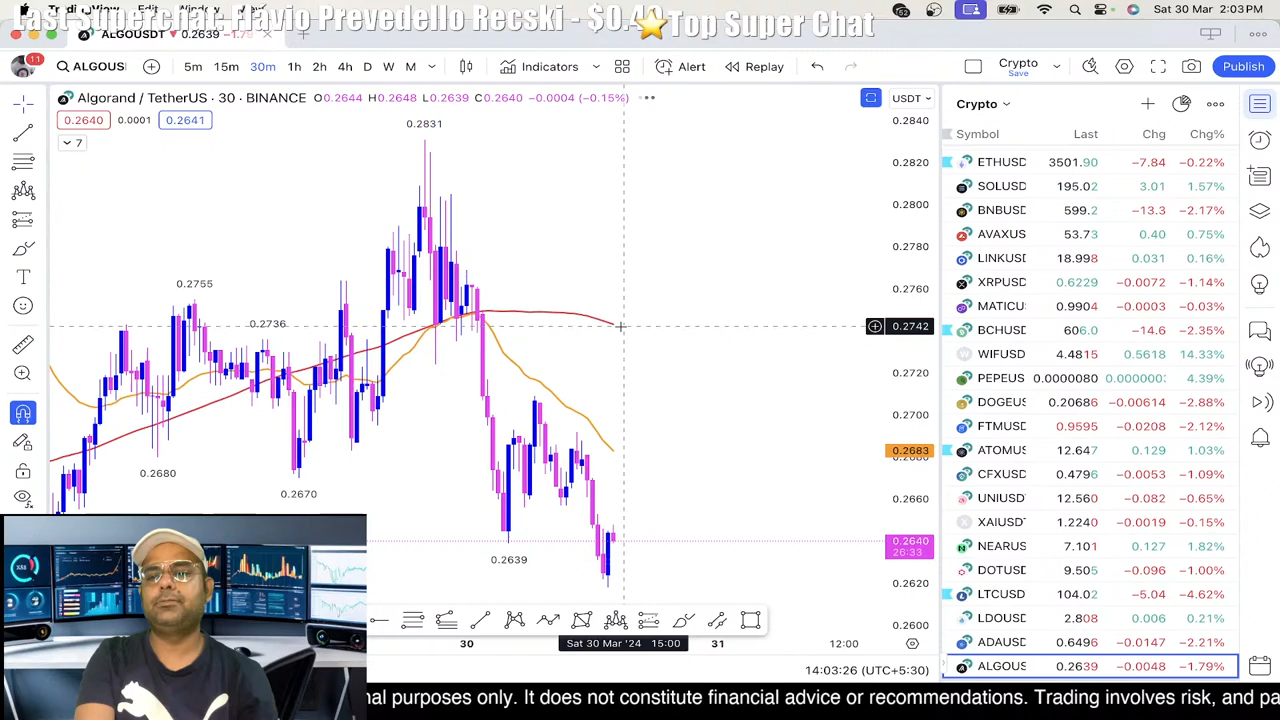 Last Superchat: Flavio Prevedello Recski - $0.40 ⭐Top Super Chat
Sat 30 Mar 2:03 PM
ALGOUSDT ▼ 0.2639 −1.79
11
ALGOUS
5m 15m 30m 1h 2h 4h D W M
Indicators
Alert
Replay
Crypto
Save
Publish
Algorand / TetherUS · 30 · BINANCE O0.2644 H0.2648 L0.2639 C0.2640 −0.0004 (−0.15%)
USDT
0.2640 0.0001 0.2641
7
0.2831
0.2755
0.2736
0.2680
0.2670
0.2639
0.2840
0.2820
0.2800
0.2780
0.2760
0.2742
0.2720
0.2700
0.2683
0.2660
0.2640
26:33
0.2620
0.2600
30 Sat 30 Mar '24 15:00 31 12:00
14:03:26 (UTC+5:30)
Crypto
Symbol Last Chg Chg%
ETHUSD 3501.90 −7.84 −0.22%
SOLUSD 195.02 3.01 1.57%
BNBUSD 599.2 −13.3 −2.17%
AVAXUS 53.73 0.40 0.75%
LINKUSD 18.998 0.031 0.16%
XRPUSD 0.6229 −0.0072 −1.14%
MATICU 0.9904 −0.0003 −0.03%
BCHUSD 606.0 −14.6 −2.35%
WIFUSD 4.4815 0.5618 14.33%
PEPEUS 0.0000080 0.0000003 4.39%
DOGEUS 0.20686 −0.00614 −2.88%
FTMUSD 0.9595 −0.0208 −2.12%
ATOMUS 12.647 0.129 1.03%
CFXUSD 0.4796 −0.0053 −1.09%
UNIUSD 12.560 −0.082 −0.65%
XAIUSD 1.2240 −0.0019 −0.15%
NEARUS 7.101 0.127 1.82%
DOTUSD 9.505 −0.096 −1.00%
LTCUSD 104.02 −5.04 −4.62%
LDOUSD 2.808 0.006 0.21%
ADAUSD 0.6496 −0.0147 −2.21%
ALGOUS 0.2639 −0.0048 −1.79%
nal purposes only. It does not constitute financial advice or recommendations. Trading involves risk, and pa